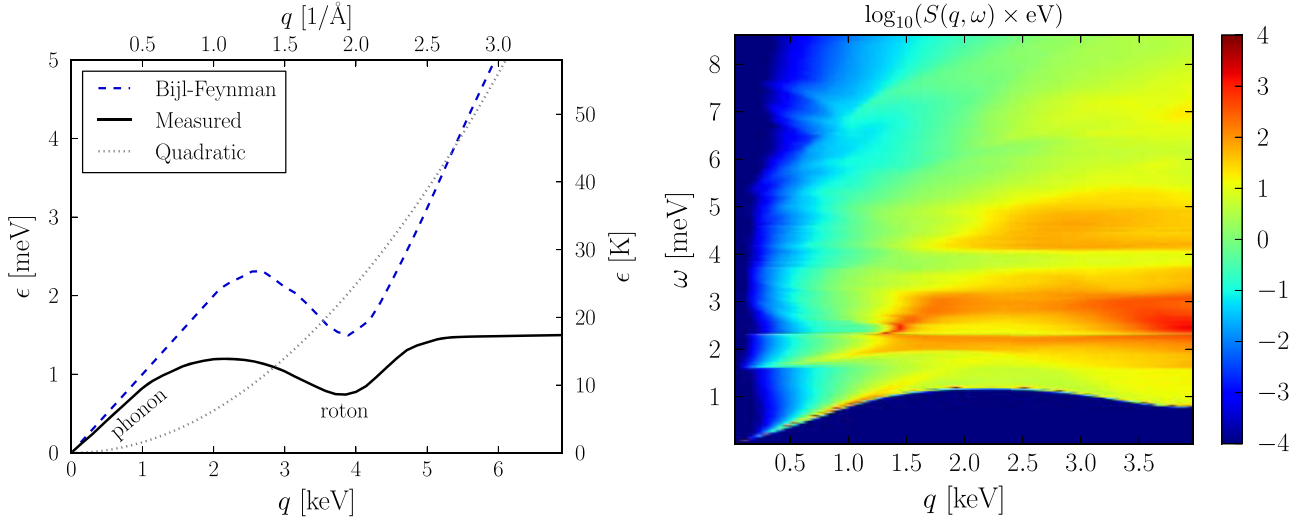 q [1/Å]
0.5 1.0 1.5 2.0 2.5 3.0
5
4
3
2
1
0
ϵ [meV]
Bijl-Feynman
Measured
Quadratic
phonon
roton
50
40
30
20
10
0
ϵ [K]
0 1 2 3 4 5 6
q [keV]
log₁₀(S(q, ω) × eV)
8
7
6
5
4
3
2
1
ω [meV]
0.5 1.0 1.5 2.0 2.5 3.0 3.5
q [keV]
4
3
2
1
0
−1
−2
−3
−4